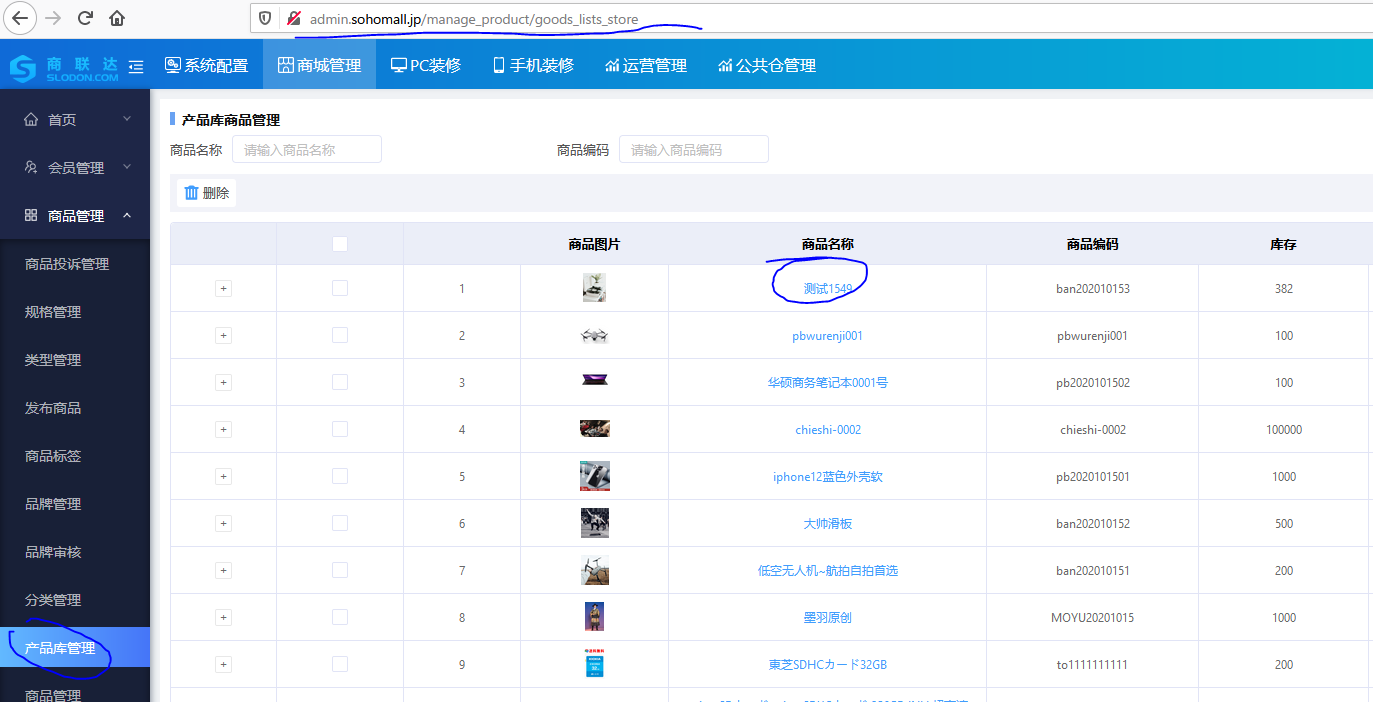 admin.sohomall.jp/manage_product/goods_lists_store
商联达
SLODON.COM
系统配置 商城管理 PC装修 手机装修 运营管理 公共仓管理
首页
会员管理
商品管理
商品投诉管理
规格管理
类型管理
发布商品
商品标签
品牌管理
品牌审核
分类管理
产品库管理
商品管理
产品库商品管理
商品名称 请输入商品名称 商品编码 请输入商品编码
删除
商品图片 商品名称 商品编码 库存
1 测试1549 ban202010153 382
2 pbwurenji001 pbwurenji001 100
3 华硕商务笔记本0001号 pb2020101502 100
4 chieshi-0002 chieshi-0002 100000
5 iphone12蓝色外壳软 pb2020101501 1000
6 大帅滑板 ban202010152 500
7 低空无人机~航拍自拍首选 ban202010151 200
8 墨羽原创 MOYU20201015 1000
9 東芝SDHCカード32GB to1111111111 200